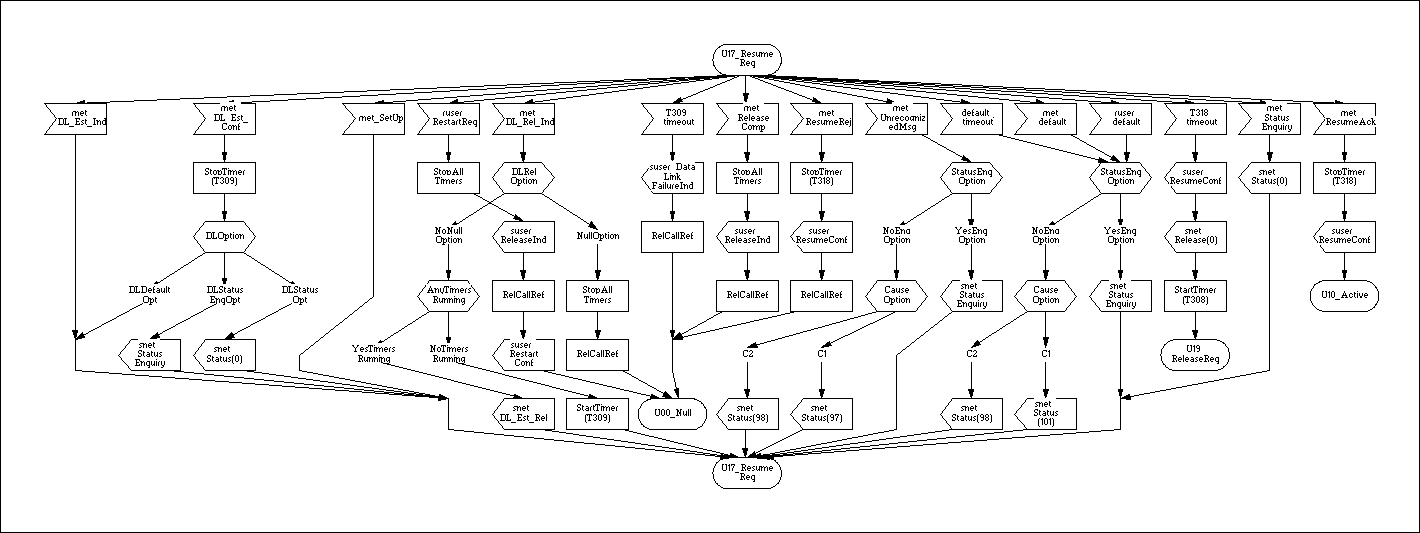 U17_Resume
Req
met
DL_Est_Ind
met
DL_Est_
Conf
met_SetUp
ruser
RestartReq
met
DL_Rel_Ind
T309
timeout
met
Release
Comp
met
ResumeRej
met
Unrecogniz
edMsg
default
timeout
met
default
ruser
default
T318
timeout
met
Status
Enquiry
met
ResumeAck
StopTimer
(T309)
StopAll
Timers
DLRel
Option
suser_Data
Link
FailureInd
StopAll
Timers
StopTimer
(T318)
StatusEnq
Option
StatusEnq
Option
suser
ResumeConf
snet
Status(0)
StopTimer
(T318)
DLOption
NoNull
Option
suser
ReleaseInd
NullOption
RelCallRef
suser
ReleaseInd
suser
ResumeConf
NoEnq
Option
YesEnq
Option
NoEnq
Option
YesEnq
Option
snet
Release(0)
suser
ResumeConf
DLDefault
Opt
DLStatus
EnqOpt
DLStatus
Opt
AnyTimers
Running
RelCallRef
StopAll
Timers
RelCallRef
RelCallRef
Cause
Option
snet
Status
Enquiry
Cause
Option
snet
Status
Enquiry
StartTimer
(T308)
U10_Active
snet
Status
Enquiry
snet
Status(0)
YesTimers
Running
NoTimers
Running
suser
Restart
Conf
RelCallRef
C2
C1
C2
C1
U19
ReleaseReq
snet
DL_Est_Rel
StartTimer
(T309)
U00_Null
snet
Status(98)
snet
Status(97)
snet
Status(98)
snet
Status
(101)
U17_Resume
Req